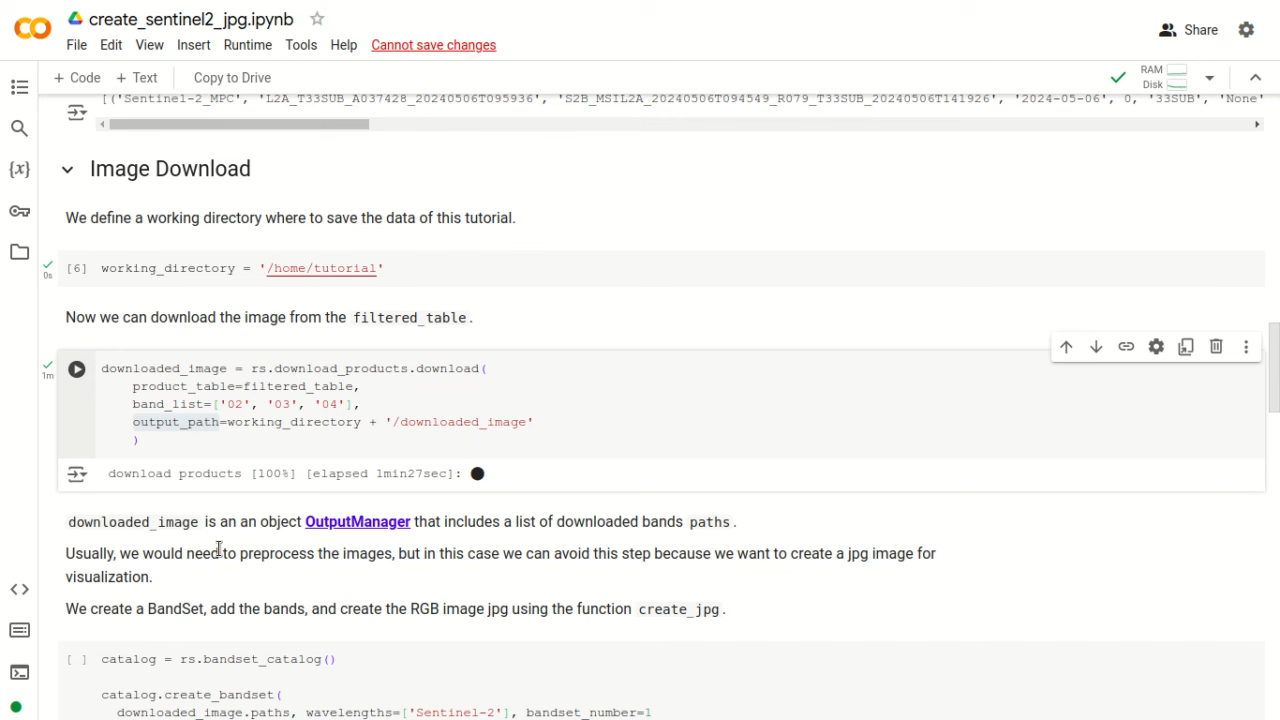 create_sentinel2_jpg.ipynb
Share
File Edit View Insert Runtime Tools Help Cannot save changes
+ Code + Text Copy to Drive
RAM
Disk
[('Sentinel-2_MPC', 'L2A_T33SUB_A037428_20240506T095936', 'S2B_MSIL2A_20240506T094549_R079_T33SUB_20240506T141926', '2024-05-06', 0, '33SUB', 'None'
Image Download
We define a working directory where to save the data of this tutorial.
0s
[6] working_directory = '/home/tutorial'
Now we can download the image from the filtered_table.
1m
downloaded_image = rs.download_products.download(
product_table=filtered_table,
band_list=['02', '03', '04'],
output_path=working_directory + '/downloaded_image'
)
download products [100%] [elapsed 1min27sec]:
downloaded_image is an an object OutputManager that includes a list of downloaded bands paths.
Usually, we would need to preprocess the images, but in this case we can avoid this step because we want to create a jpg image for
visualization.
We create a BandSet, add the bands, and create the RGB image jpg using the function create_jpg.
[ ] catalog = rs.bandset_catalog()
catalog.create_bandset(
downloaded_image.paths, wavelengths=['Sentinel-2'], bandset_number=1